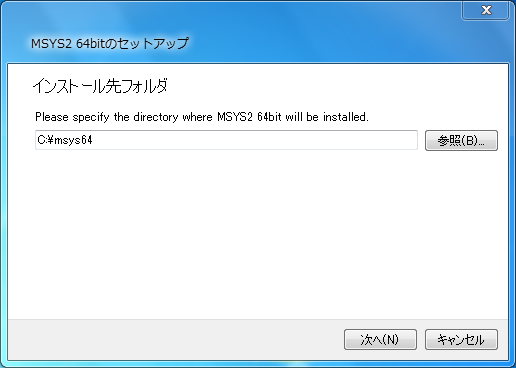 MSYS2 64bitのセットアップ
インストール先フォルダ
Please specify the directory where MSYS2 64bit will be installed.
C:¥msys64
参照(B)...
次へ(N)
キャンセル